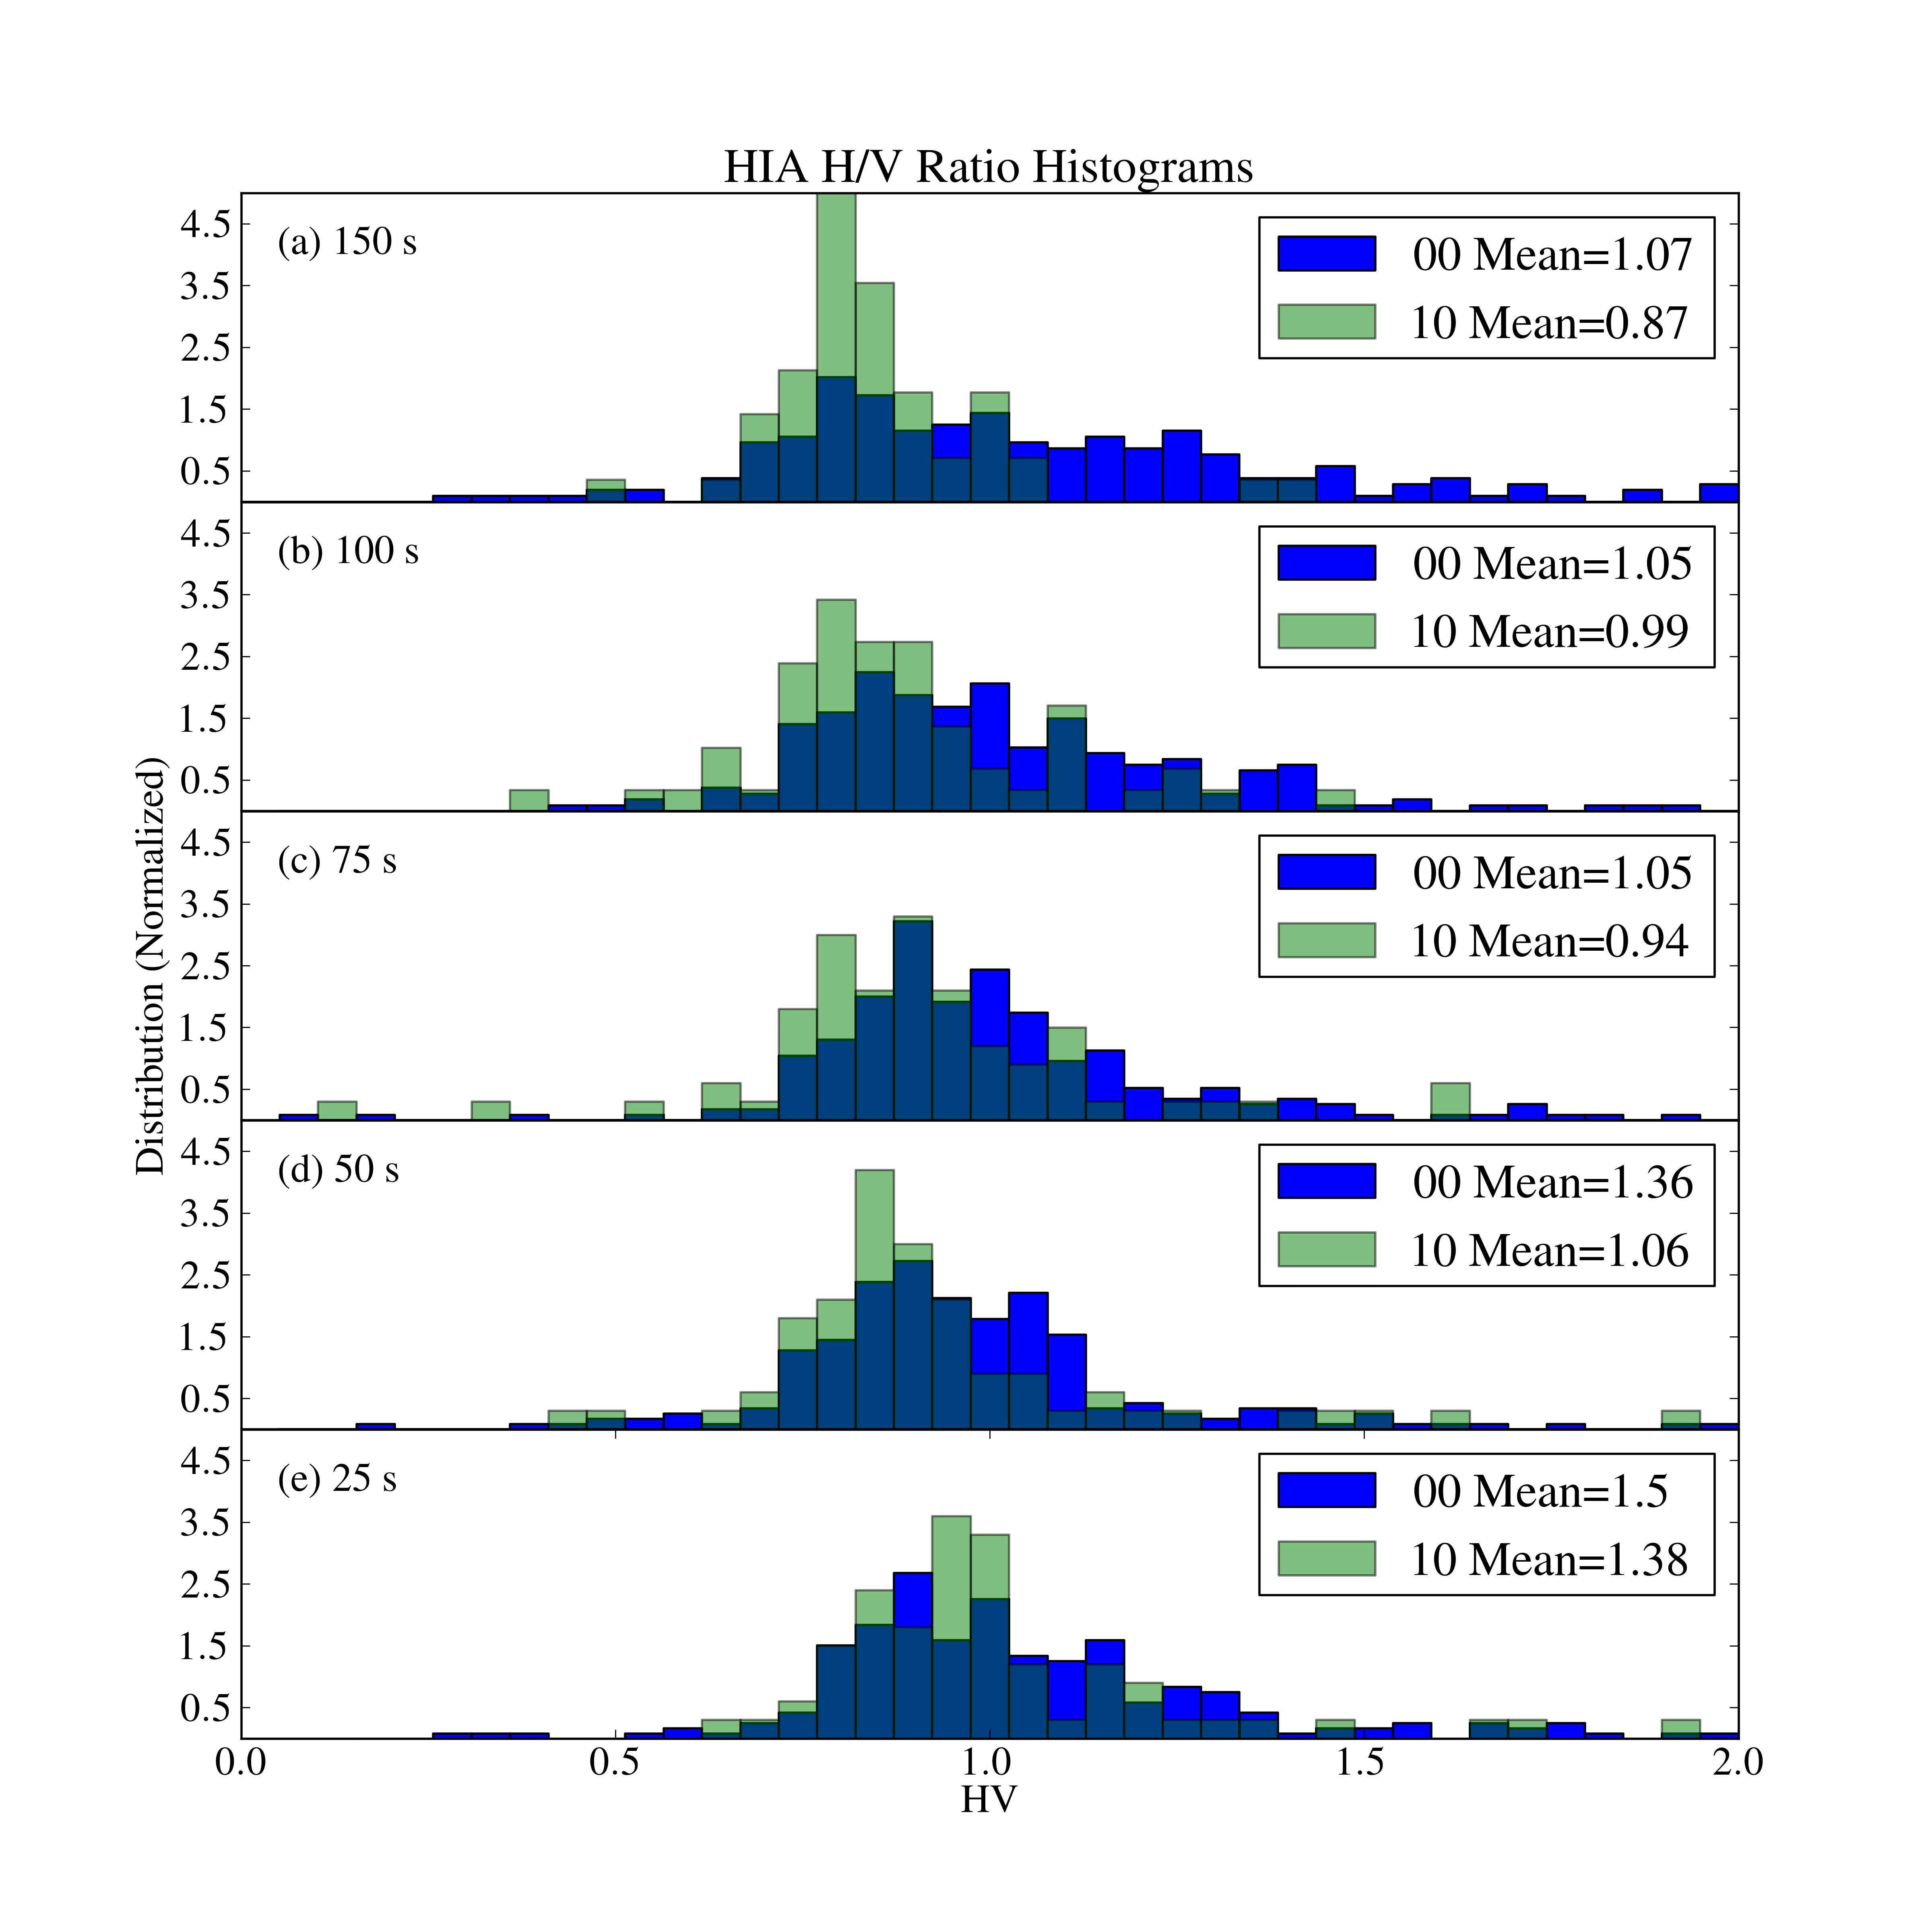 HIA H/V Ratio Histograms
4.5
3.5
2.5
1.5
0.5
(a) 150 s
00 Mean=1.07
10 Mean=0.87
4.5
3.5
2.5
1.5
0.5
(b) 100 s
00 Mean=1.05
10 Mean=0.99
Distribution (Normalized)
4.5
3.5
2.5
1.5
0.5
(c) 75 s
00 Mean=1.05
10 Mean=0.94
4.5
3.5
2.5
1.5
0.5
(d) 50 s
00 Mean=1.36
10 Mean=1.06
4.5
3.5
2.5
1.5
0.5
(e) 25 s
00 Mean=1.5
10 Mean=1.38
0.0 0.5 1.0 1.5 2.0
HV